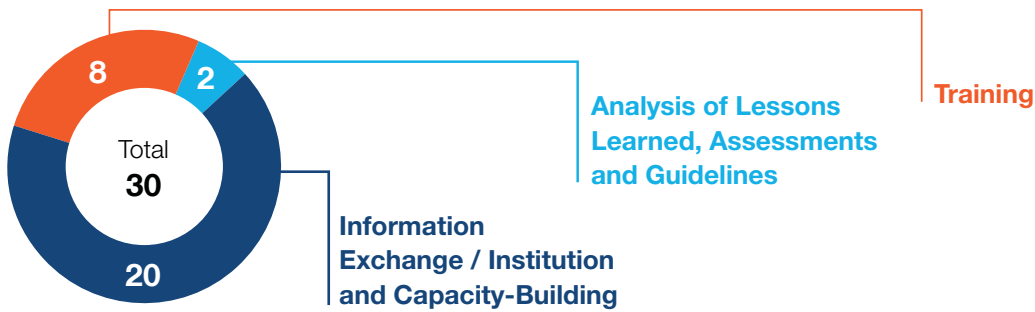 8
2
Total
30
20
Training
Analysis of Lessons
Learned, Assessments
and Guidelines
Information
Exchange / Institution
and Capacity-Building